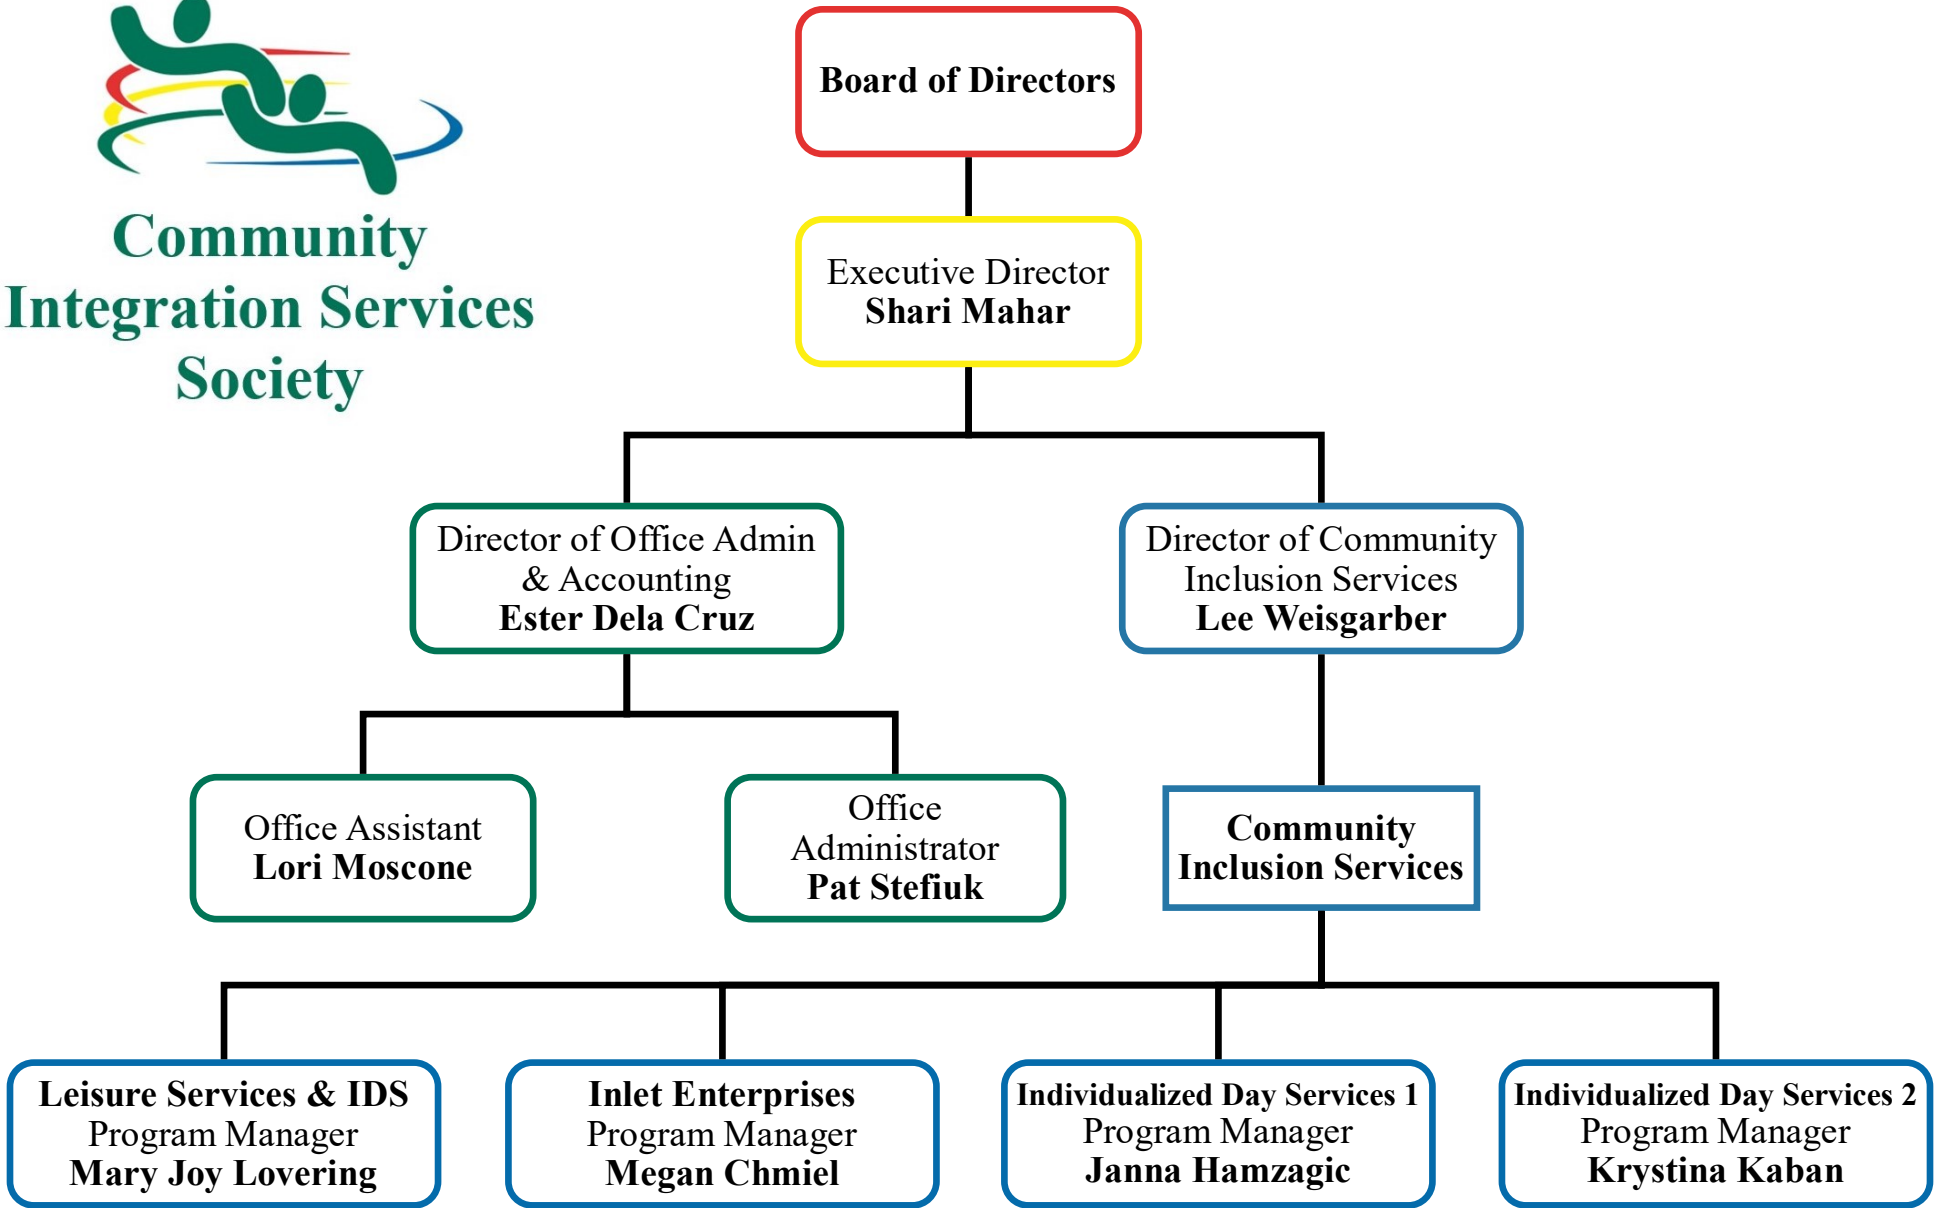 Community
Integration Services
Society
Board of Directors
Executive Director
Shari Mahar
Director of Office Admin
& Accounting
Ester Dela Cruz
Director of Community
Inclusion Services
Lee Weisgarber
Office Assistant
Lori Moscone
Office
Administrator
Pat Stefiuk
Community
Inclusion Services
Leisure Services & IDS
Program Manager
Mary Joy Lovering
Inlet Enterprises
Program Manager
Megan Chmiel
Individualized Day Services 1
Program Manager
Janna Hamzagic
Individualized Day Services 2
Program Manager
Krystina Kaban